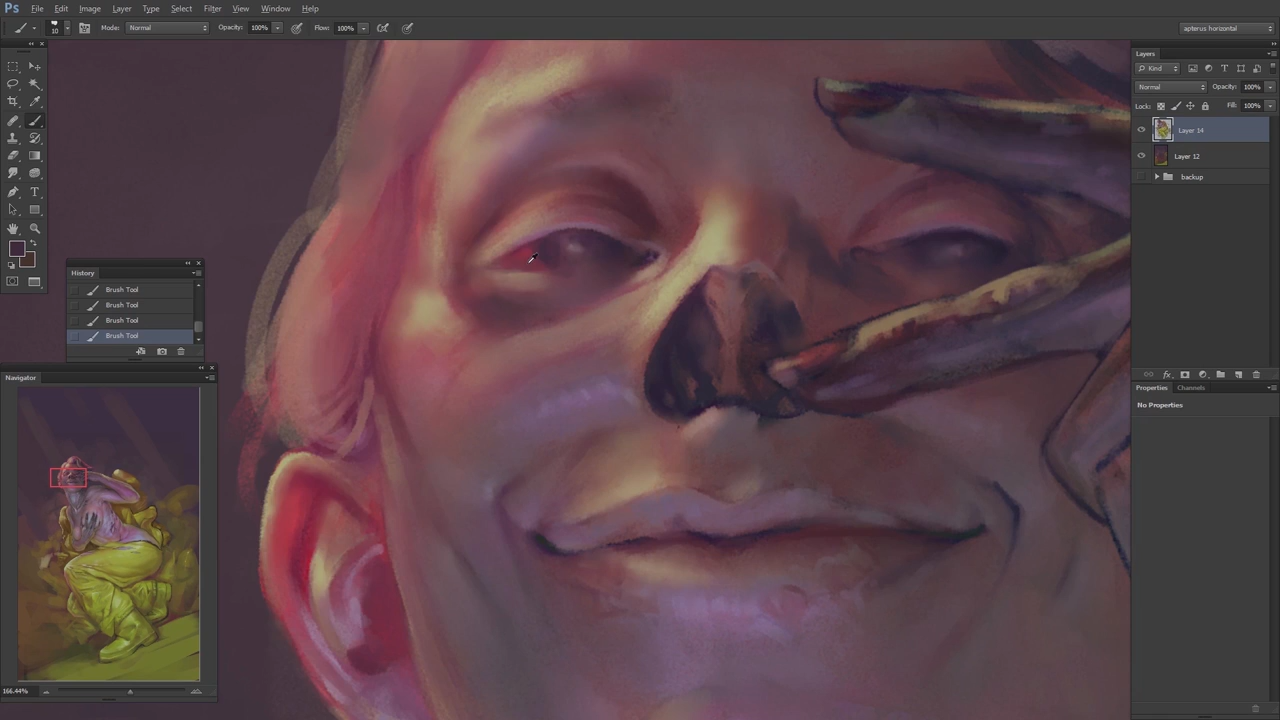 Ps File Edit Image Layer Type Select Filter View Window Help
10 Mode: Normal Opacity: 100% Flow: 100% apterus horizontal
Layers
Kind T
Normal Opacity: 100%
Lock: Fill: 100%
Layer 14
Layer 12
backup
T
History
Brush Tool
Brush Tool
Brush Tool
Brush Tool
fx
Navigator
Properties Channels
No Properties
166.44%